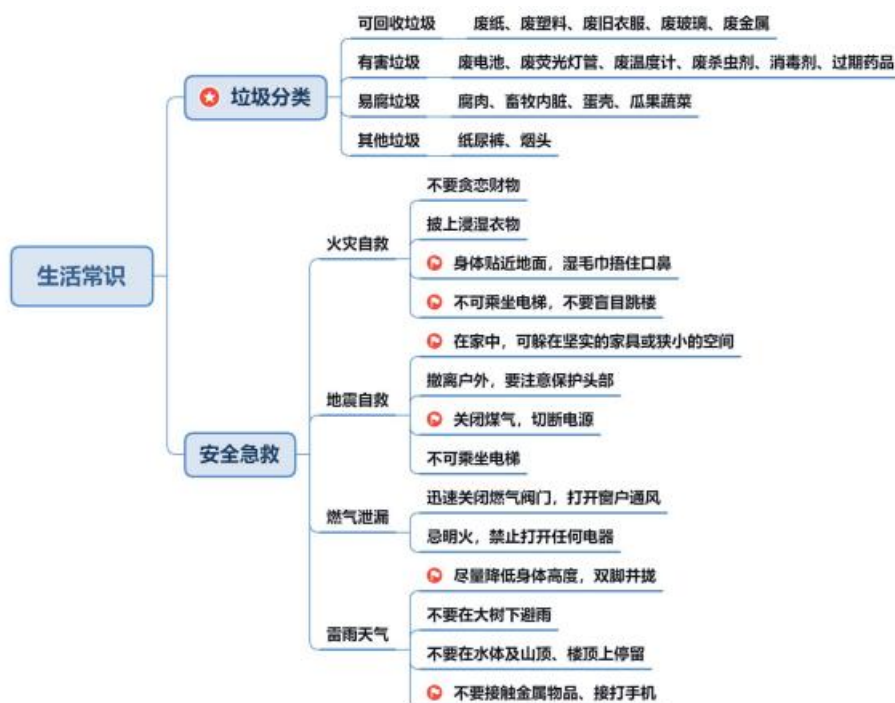 可回收垃圾 废纸、废塑料、废旧衣服、废玻璃、废金属
有害垃圾 废电池、废荧光灯管、废温度计、废杀虫剂、消毒剂、过期药品
垃圾分类
易腐垃圾 腐肉、畜牧内脏、蛋壳、瓜果蔬菜
其他垃圾 纸尿裤、烟头
生活常识
不要贪恋财物
披上浸湿衣物
火灾自救
身体贴近地面，湿毛巾捂住口鼻
不可乘坐电梯，不要盲目跳楼
在家中，可躲在坚实的家具或狭小的空间
撤离户外，要注意保护头部
地震自救
关闭煤气，切断电源
不可乘坐电梯
安全急救
迅速关闭燃气阀门，打开窗户通风
燃气泄漏
忌明火，禁止打开任何电器
尽量降低身体高度，双脚并拢
不要在大树下避雨
雷雨天气
不要在水体及山顶、楼顶上停留
不要接触金属物品、接打手机